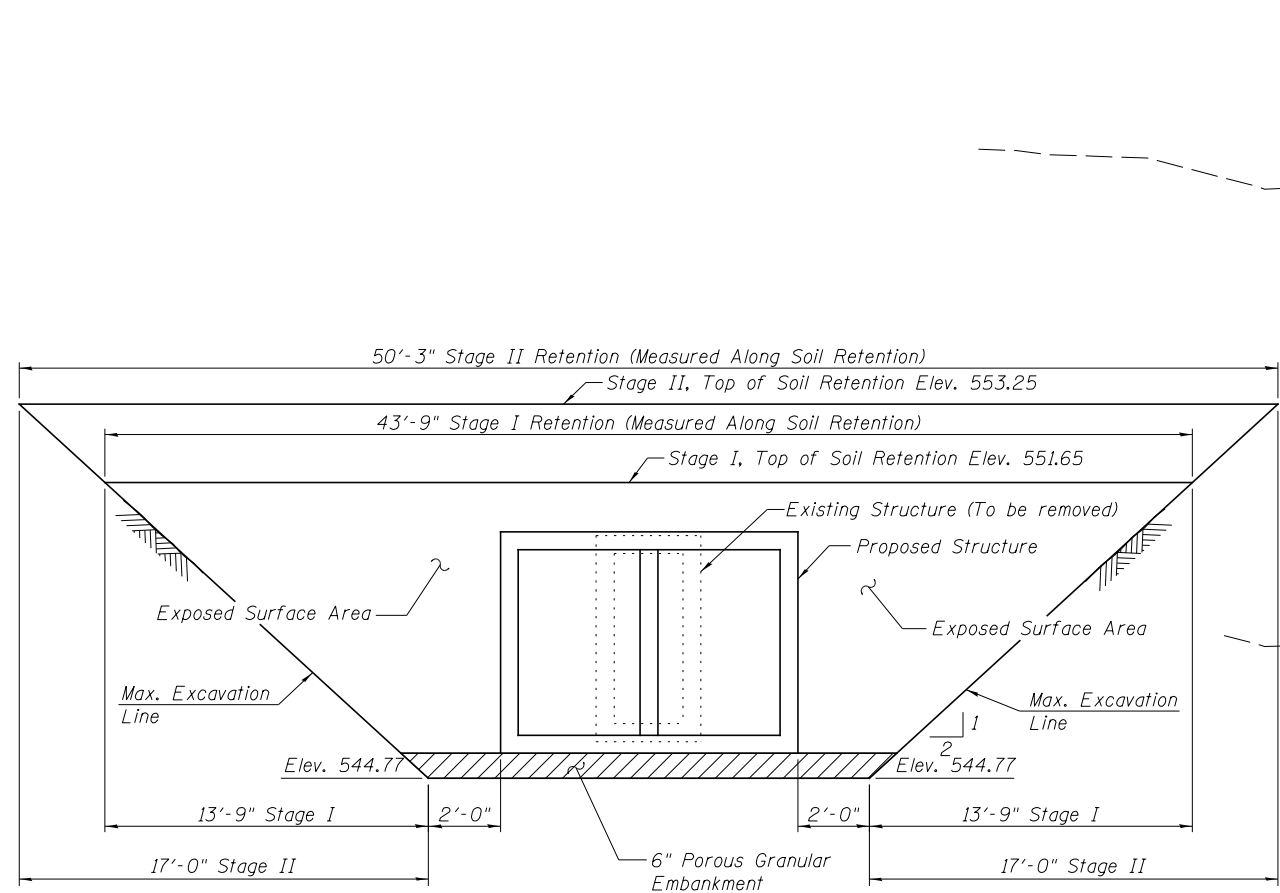 50'-3" Stage II Retention (Measured Along Soil Retention)
Stage II, Top of Soil Retention Elev. 553.25
43'-9" Stage I Retention (Measured Along Soil Retention)
Stage I, Top of Soil Retention Elev. 551.65
Existing Structure (To be removed)
Proposed Structure
Exposed Surface Area
Exposed Surface Area
Max. Excavation
Line
Max. Excavation
Line
1
2
Elev. 544.77
Elev. 544.77
13'-9" Stage I
2'-0"
2'-0"
13'-9" Stage I
17'-0" Stage II
6" Porous Granular
Embankment
17'-0" Stage II